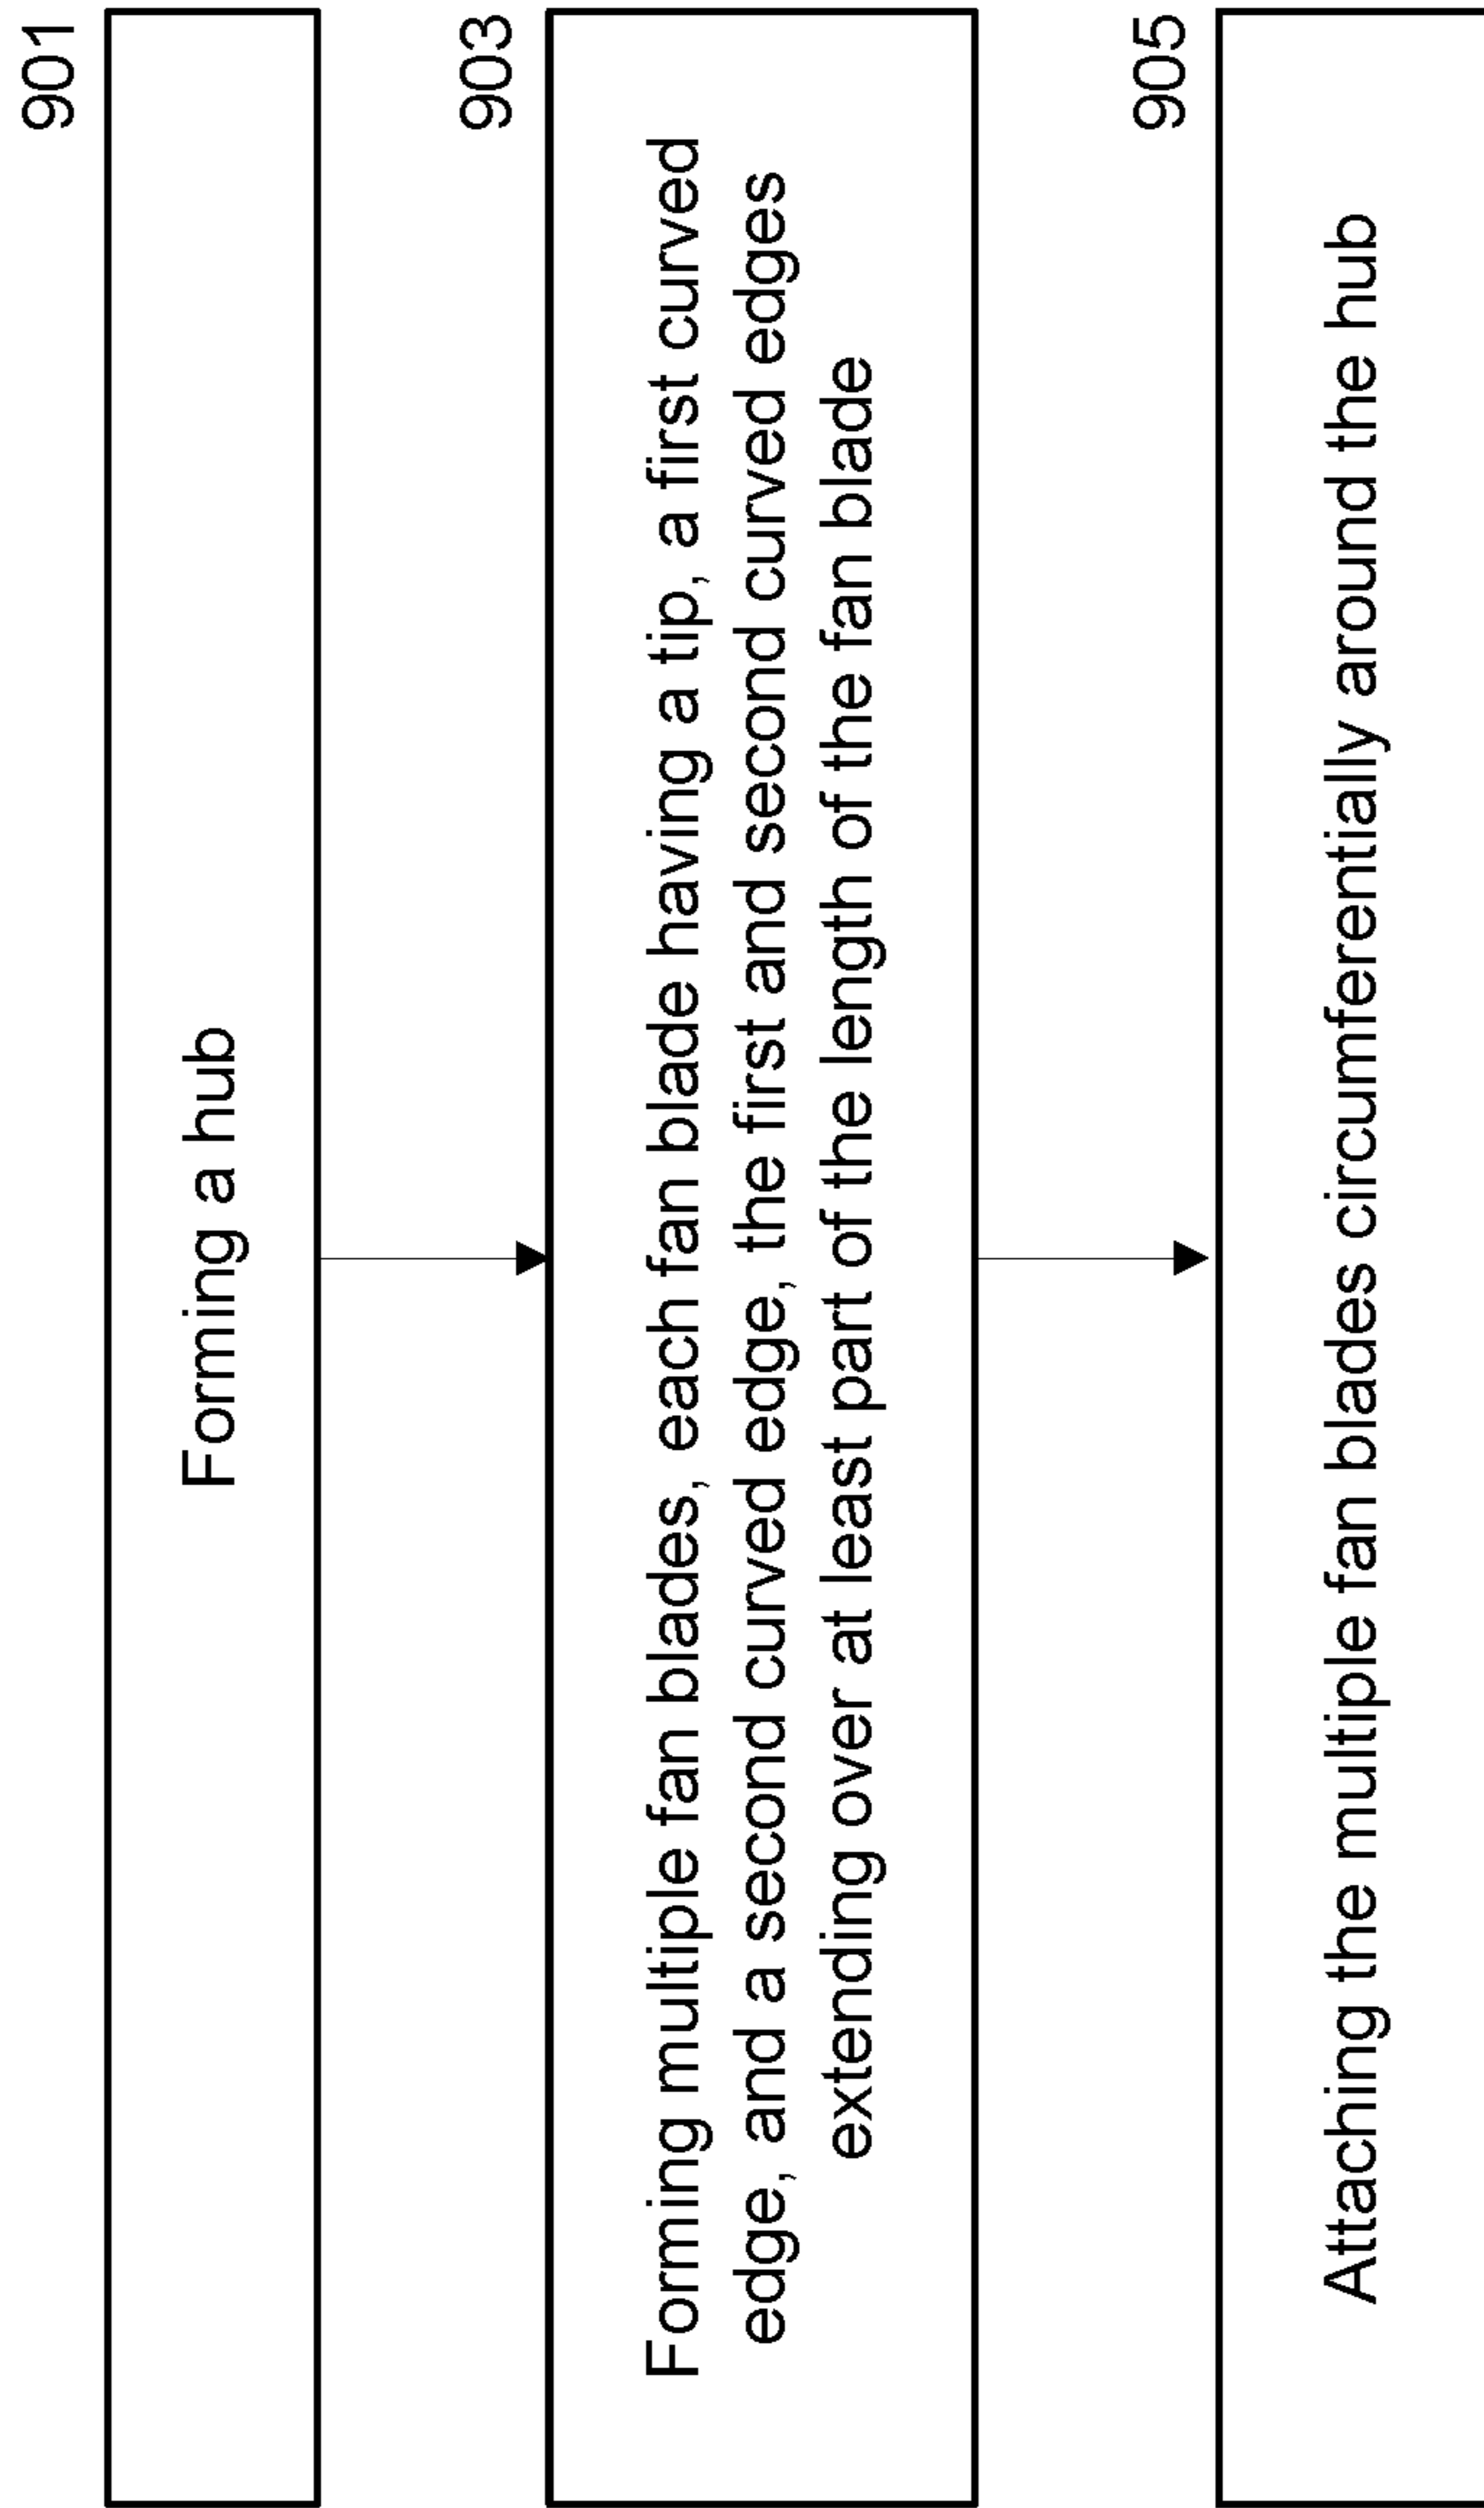 901
Forming a hub
903
Forming multiple fan blades, each fan blade having a tip, a first curved
edge, and a second curved edge, the first and second curved edges
extending over at least part of the length of the fan blade
905
Attaching the multiple fan blades circumferentially around the hub